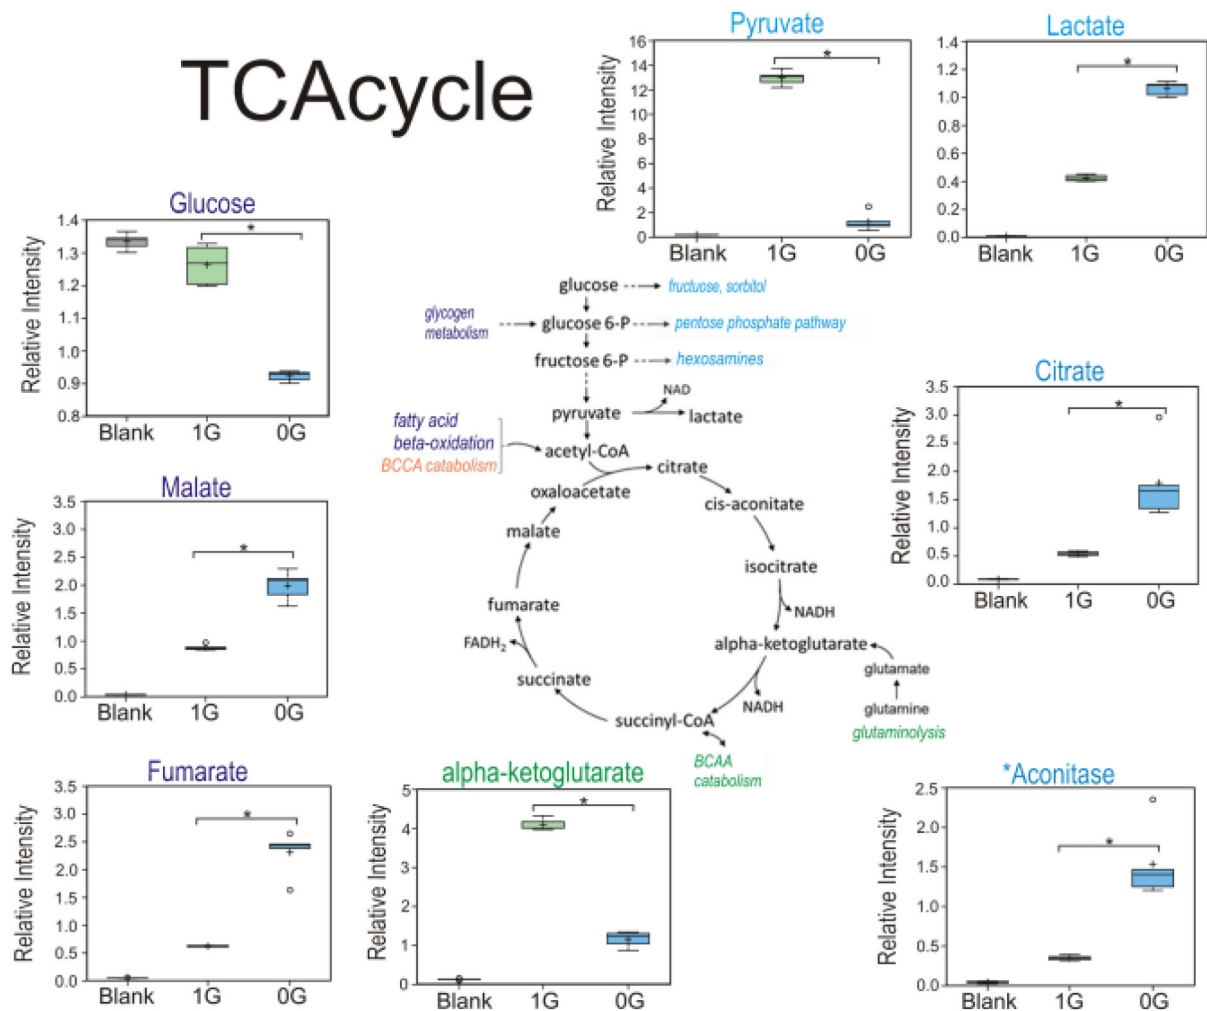 TCAcycle
Pyruvate
Relative Intensity
16
14
12
10
8
6
4
2
0
*
Blank 1G 0G
Lactate
Relative Intensity
1.4
1.2
1.0
0.8
0.6
0.4
0.2
0.0
*
Blank 1G 0G
Glucose
Relative Intensity
1.4
1.3
1.2
1.1
1.0
0.9
0.8
*
Blank 1G 0G
glucose
fructuose, sorbitol
glycogen
metabolism
glucose 6-P
pentose phosphate pathway
fructose 6-P
hexosamines
NAD
pyruvate
lactate
fatty acid
beta-oxidation
BCCA catabolism
acetyl-CoA
citrate
oxaloacetate
cis-aconitate
malate
isocitrate
fumarate
NADH
FADH2
alpha-ketoglutarate
succinate
glutamate
NADH
glutamine
succinyl-CoA
glutaminolysis
BCAA
catabolism
Citrate
Relative Intensity
3.5
3.0
2.5
2.0
1.5
1.0
0.5
0.0
*
Blank 1G 0G
Malate
Relative Intensity
3.5
3.0
2.5
2.0
1.5
1.0
0.5
0.0
*
Blank 1G 0G
Fumarate
Relative Intensity
3.5
3.0
2.5
2.0
1.5
1.0
0.5
0.0
*
Blank 1G 0G
alpha-ketoglutarate
Relative Intensity
5
4
3
2
1
0
*
Blank 1G 0G
*Aconitase
Relative Intensity
2.5
2.0
1.5
1.0
0.5
0.0
*
Blank 1G 0G